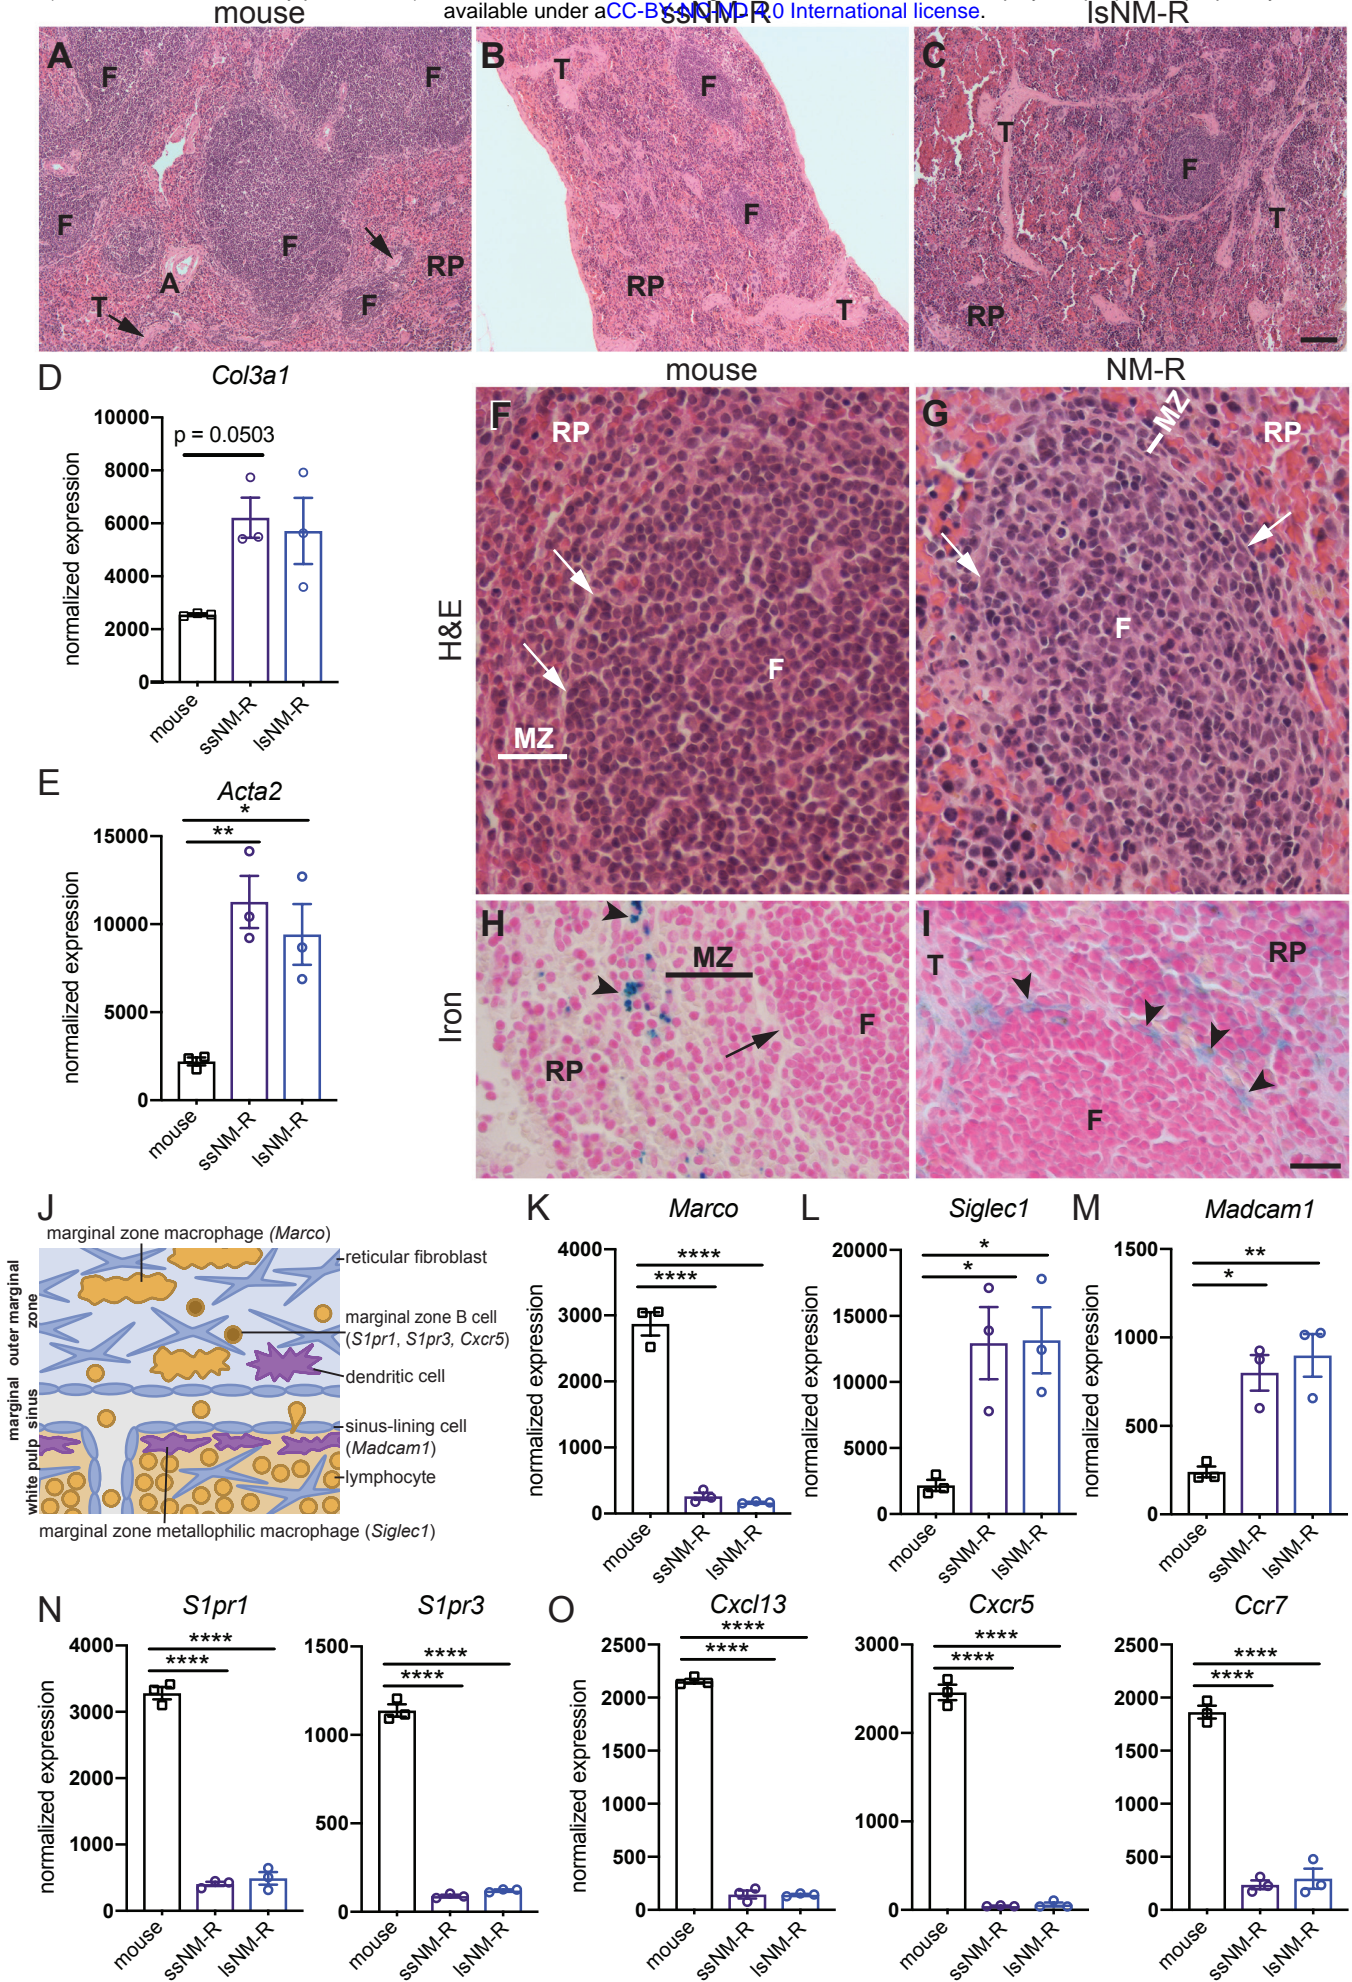 available under aCC-BY-NC-ND 4.0 International license.
mouse
ssNM-R
lsNM-R
A
F
F
F
F
F
A
T
RP
B
T
F
F
RP
T
C
T
F
T
RP
D
Col3a1
p = 0.0503
normalized expression
10000
8000
6000
4000
2000
0
mouse
ssNM-R
lsNM-R
E
Acta2
*
**
normalized expression
15000
10000
5000
0
mouse
ssNM-R
lsNM-R
mouse
NM-R
H&E
F
RP
F
MZ
G
MZ
RP
F
Iron
H
MZ
F
RP
I
T
RP
F
J
marginal zone macrophage (Marco)
reticular fibroblast
marginal zone B cell
(S1pr1, S1pr3, Cxcr5)
dendritic cell
sinus-lining cell
(Madcam1)
lymphocyte
marginal zone metallophilic macrophage (Siglec1)
outer marginal
zone
marginal
sinus
white pulp
K
Marco
****
****
normalized expression
4000
3000
2000
1000
0
mouse
ssNM-R
lsNM-R
L
Siglec1
*
*
normalized expression
20000
15000
10000
5000
0
mouse
ssNM-R
lsNM-R
M
Madcam1
**
*
normalized expression
1500
1000
500
0
mouse
ssNM-R
lsNM-R
N
S1pr1
****
****
normalized expression
4000
3000
2000
1000
0
mouse
ssNM-R
lsNM-R
S1pr3
****
****
1500
1000
500
0
mouse
ssNM-R
lsNM-R
O
Cxcl13
****
****
normalized expression
2500
2000
1500
1000
500
0
mouse
ssNM-R
lsNM-R
Cxcr5
****
****
3000
2000
1000
0
mouse
ssNM-R
lsNM-R
Ccr7
****
****
2500
2000
1500
1000
500
0
mouse
ssNM-R
lsNM-R